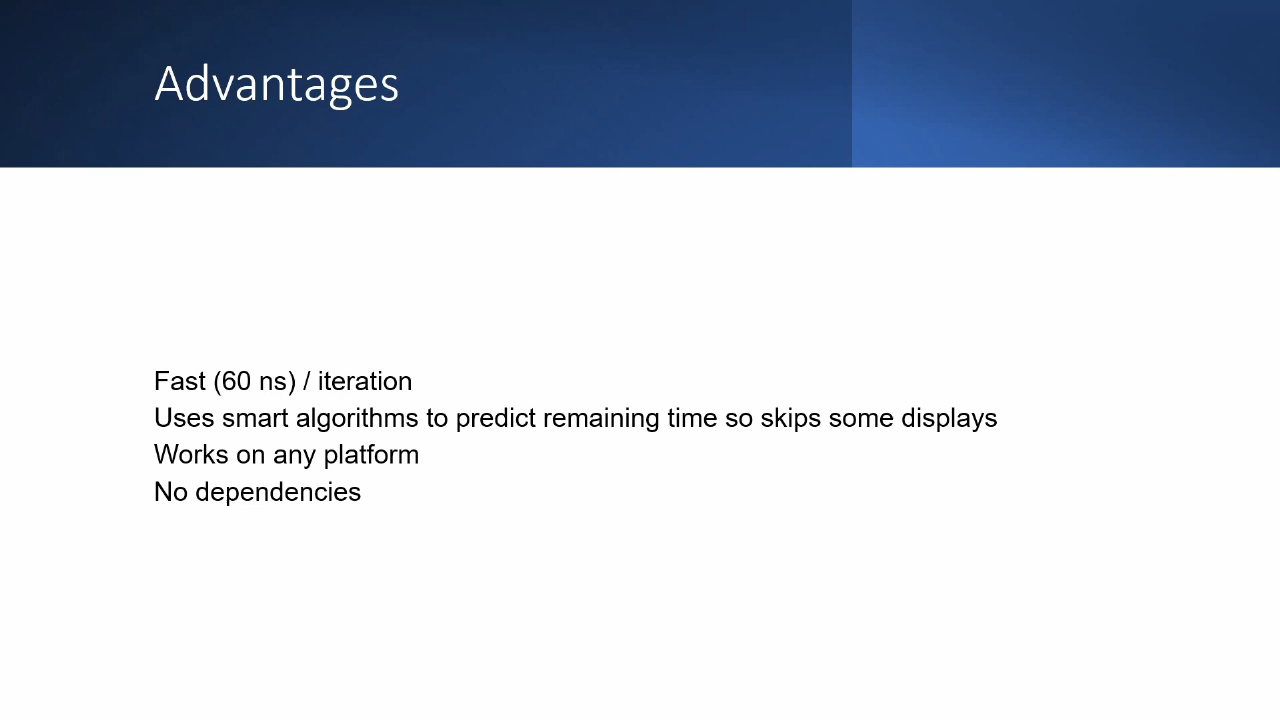 Advantages
Fast (60 ns) / iteration
Uses smart algorithms to predict remaining time so skips some displays
Works on any platform
No dependencies